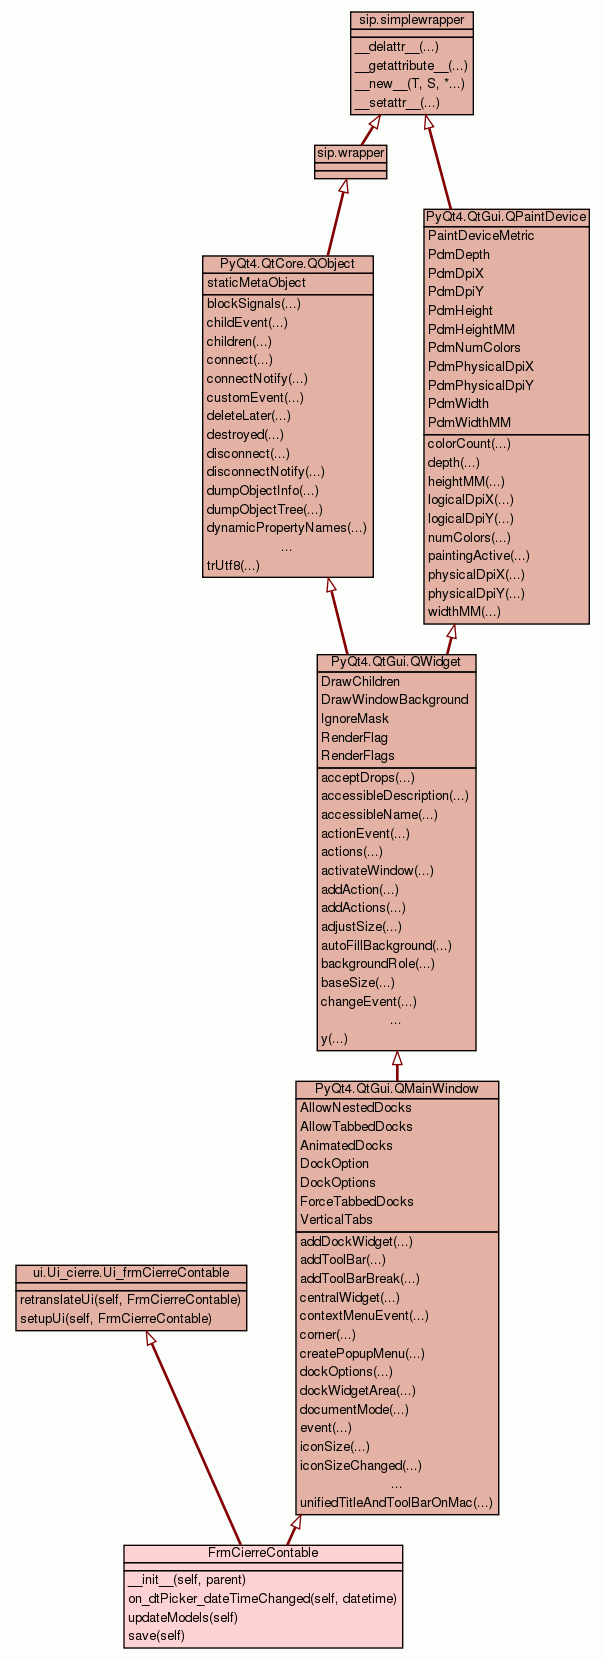 sip.simplewrapper
__delattr__(...)
__getattribute__(...)
__new__(T, S, *...)
__setattr__(...)
sip.wrapper
PyQt4.QtGui.QPaintDevice
PaintDeviceMetric
PdmDepth
PdmDpiX
PdmDpiY
PdmHeight
PdmHeightMM
PdmNumColors
PdmPhysicalDpiX
PdmPhysicalDpiY
PdmWidth
PdmWidthMM
colorCount(...)
depth(...)
heightMM(...)
logicalDpiX(...)
logicalDpiY(...)
numColors(...)
paintingActive(...)
physicalDpiX(...)
physicalDpiY(...)
widthMM(...)
PyQt4.QtCore.QObject
staticMetaObject
blockSignals(...)
childEvent(...)
children(...)
connect(...)
connectNotify(...)
customEvent(...)
deleteLater(...)
destroyed(...)
disconnect(...)
disconnectNotify(...)
dumpObjectInfo(...)
dumpObjectTree(...)
dynamicPropertyNames(...)
...
trUtf8(...)
PyQt4.QtGui.QWidget
DrawChildren
DrawWindowBackground
IgnoreMask
RenderFlag
RenderFlags
acceptDrops(...)
accessibleDescription(...)
accessibleName(...)
actionEvent(...)
actions(...)
activateWindow(...)
addAction(...)
addActions(...)
adjustSize(...)
autoFillBackground(...)
backgroundRole(...)
baseSize(...)
changeEvent(...)
...
y(...)
PyQt4.QtGui.QMainWindow
AllowNestedDocks
AllowTabbedDocks
AnimatedDocks
DockOption
DockOptions
ForceTabbedDocks
VerticalTabs
addDockWidget(...)
addToolBar(...)
addToolBarBreak(...)
centralWidget(...)
contextMenuEvent(...)
corner(...)
createPopupMenu(...)
dockOptions(...)
dockWidgetArea(...)
documentMode(...)
event(...)
iconSize(...)
iconSizeChanged(...)
...
unifiedTitleAndToolBarOnMac(...)
ui.Ui_cierre.Ui_frmCierreContable
retranslateUi(self, FrmCierreContable)
setupUi(self, FrmCierreContable)
FrmCierreContable
__init__(self, parent)
on_dtPicker_dateTimeChanged(self, datetime)
updateModels(self)
save(self)